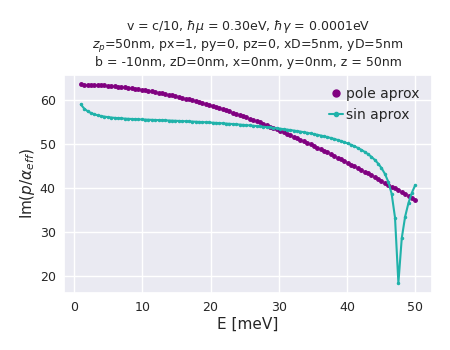 v = c/10, ℏμ = 0.30eV, ℏγ = 0.0001eV
z_p=50nm, px=1, py=0, pz=0, xD=5nm, yD=5nm
b = -10nm, zD=0nm, x=0nm, y=0nm, z = 50nm
pole aprox
sin aprox
Im(p/α_eff)
60
50
40
30
20
0 10 20 30 40 50
E [meV]